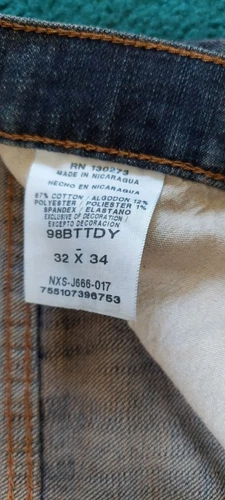 RN 130273
MADE IN NICARAGUA
HECHO EN NICARAGUA
87% COTTON / ALGODON 12%
POLYESTER / POLIESTER 1%
SPANDEX / ELASTANO
EXCLUSIVE OF DECORATION /
EXCEPTO DECORACION
98BTTDY
-
32 X 34
NXS-J666-017
755107396753